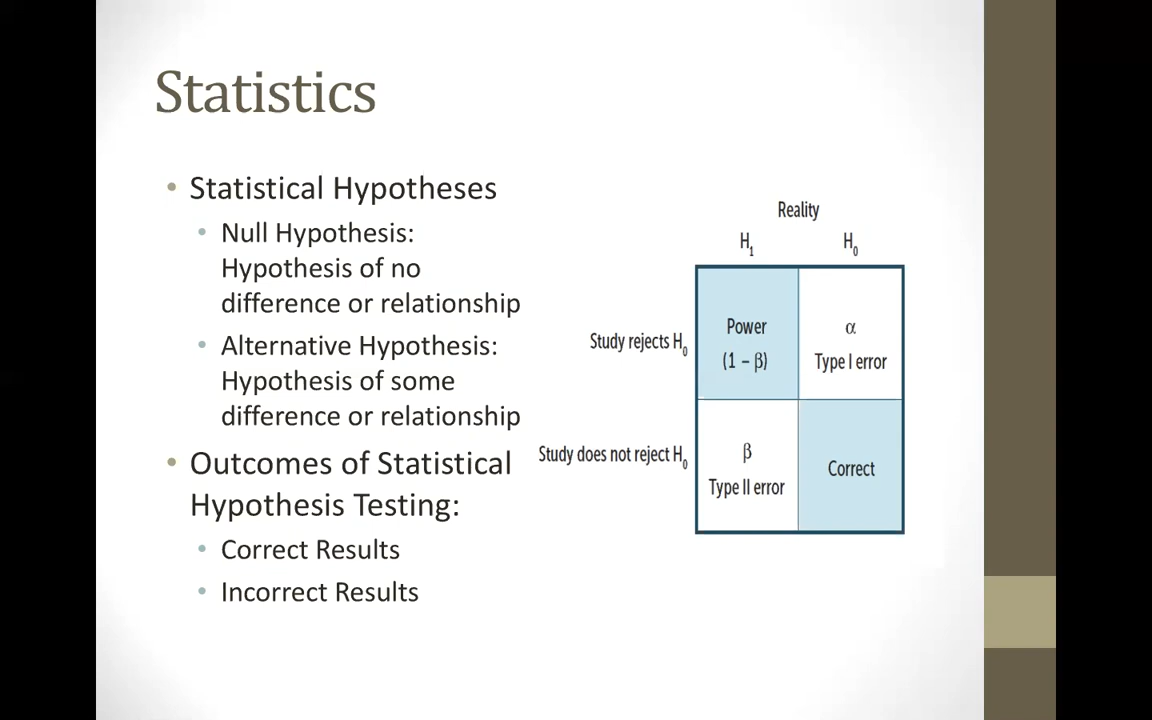 Statistics
• Statistical Hypotheses
• Null Hypothesis:
Hypothesis of no
difference or relationship
• Alternative Hypothesis:
Hypothesis of some
difference or relationship
• Outcomes of Statistical
Hypothesis Testing:
• Correct Results
• Incorrect Results
Reality
H₁ H₀
Study rejects H₀
Power
(1 – β)
α
Type I error
Study does not reject H₀
β
Type II error
Correct